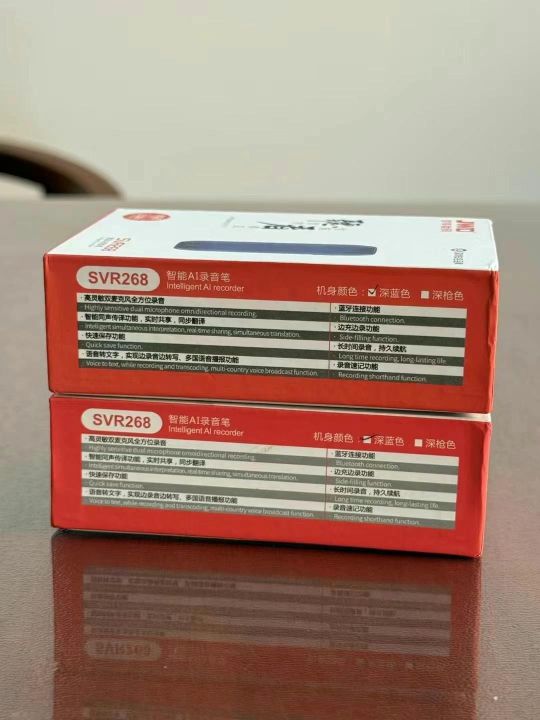 SVR268
智能AI录音笔
Intelligent AI recorder
机身颜色：☑深蓝色 □深枪色
·高灵敏双麦克风全方位录音
Highly sensitive dual microphone omnidirectional recording.
·智能同声传译功能，实时共享，同步翻译
Intelligent simultaneous interpretation, real-time sharing, simultaneous translation.
·快速保存功能
Quick save function.
·语音转文字，实现边录音边转写、多国语音播报功能
Voice to text, while recording and transcoding, multi-country voice broadcast function.
·蓝牙连接功能
Bluetooth connection.
·边充边录功能
Side-filling function.
·长时间录音，持久续航
Long time recording, long-lasting life.
·录音速记功能
Recording shorthand function.
SVR268
智能AI录音笔
Intelligent AI recorder
机身颜色：☑深蓝色 □深枪色
·高灵敏双麦克风全方位录音
Highly sensitive dual microphone omnidirectional recording.
·智能同声传译功能，实时共享，同步翻译
Intelligent simultaneous interpretation, real-time sharing, simultaneous translation.
·快速保存功能
Quick save function.
·语音转文字，实现边录音边转写、多国语音播报功能
Voice to text, while recording and transcoding, multi-country voice broadcast function.
·蓝牙连接功能
Bluetooth connection.
·边充边录功能
Side-filling function.
·长时间录音，持久续航
Long time recording, long-lasting life.
·录音速记功能
Recording shorthand function.